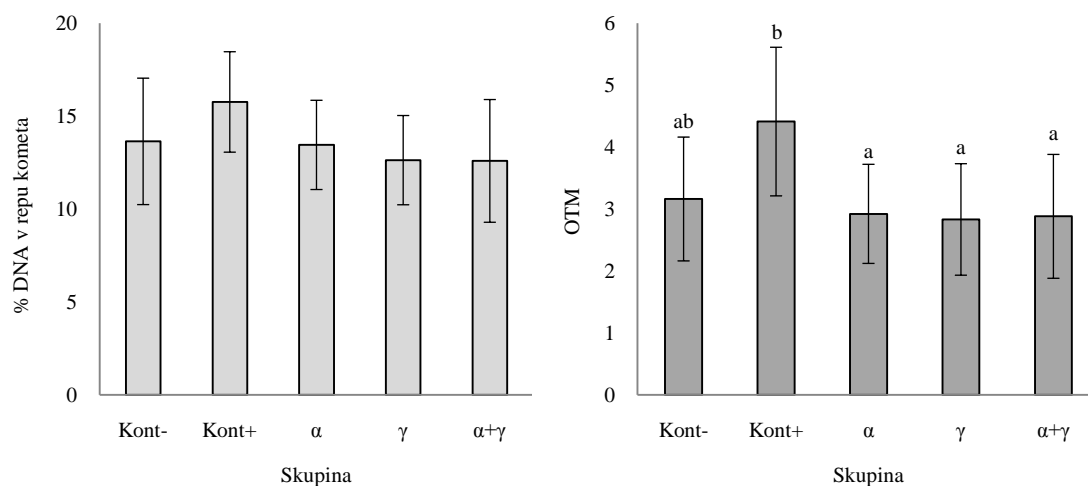 % DNA v repu kometa
20
15
10
5
0
Kont-
Kont+
α
γ
α+γ
Skupina
OTM
6
5
4
3
2
1
0
ab
b
a
a
a
Kont-
Kont+
α
γ
α+γ
Skupina